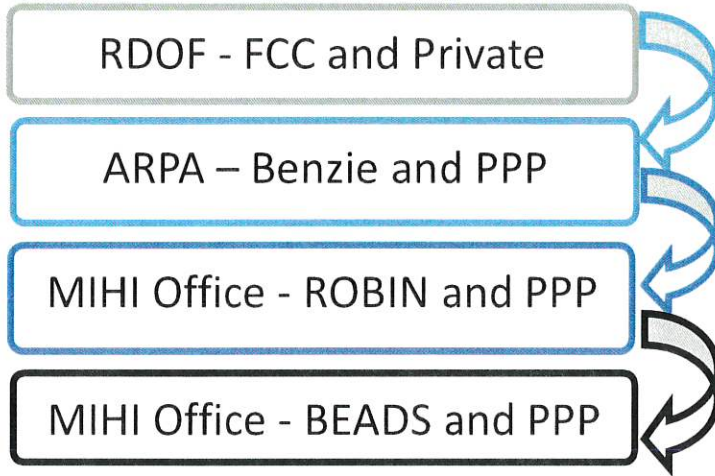 RDOF - FCC and Private
ARPA – Benzie and PPP
MIHI Office - ROBIN and PPP
MIHI Office - BEADS and PPP